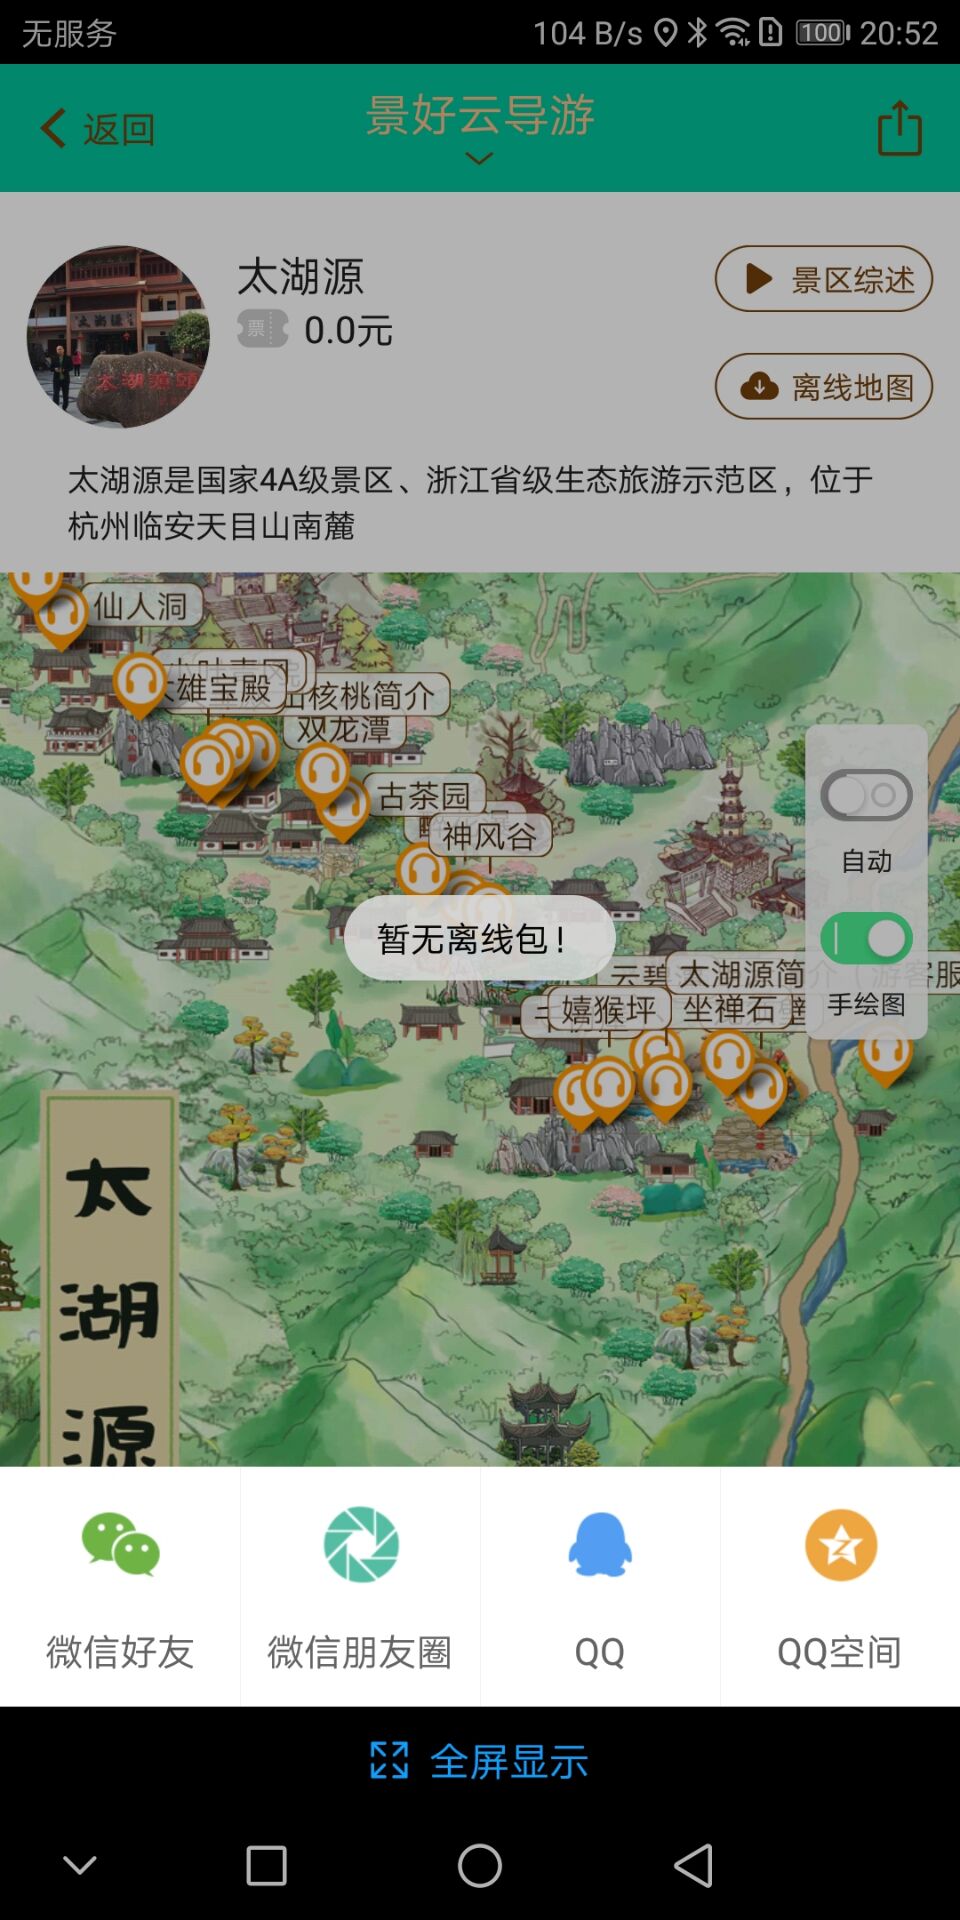 无服务
104 B/s
100
20:52
返回
景好云导游
太湖源
票
0.0元
景区综述
离线地图
太湖源是国家4A级景区、浙江省级生态旅游示范区，位于
杭州临安天目山南麓
仙人洞
雄宝殿
山核桃简介
双龙潭
古茶园
神风谷
自动
暂无离线包！
云碧
太湖源简介（游客服
嬉猴坪
坐禅石
手绘图
太
湖
源
微信好友
微信朋友圈
QQ
QQ空间
全屏显示